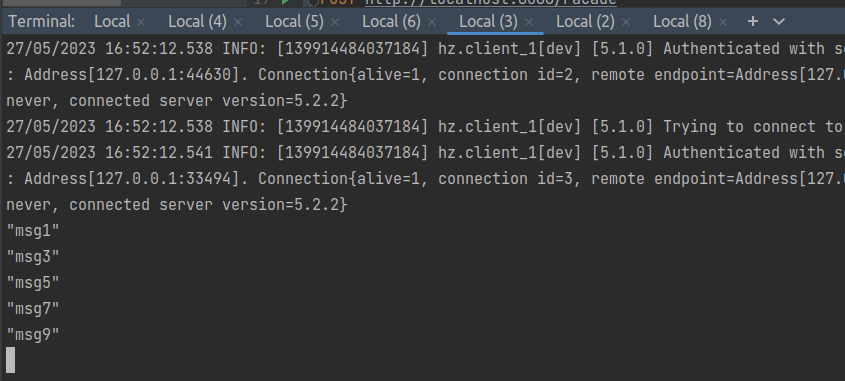 POST http://localhost:8080/facade
Terminal: Local × Local (4) × Local (5) × Local (6) × Local (3) × Local (2) × Local (8) × +
27/05/2023 16:52:12.538 INFO: [139914484037184] hz.client_1[dev] [5.1.0] Authenticated with
: Address[127.0.0.1:44630]. Connection{alive=1, connection id=2, remote endpoint=Address[127.0
never, connected server version=5.2.2}
27/05/2023 16:52:12.538 INFO: [139914484037184] hz.client_1[dev] [5.1.0] Trying to connect to
27/05/2023 16:52:12.541 INFO: [139914484037184] hz.client_1[dev] [5.1.0] Authenticated with
: Address[127.0.0.1:33494]. Connection{alive=1, connection id=3, remote endpoint=Address[127.0
never, connected server version=5.2.2}
"msg1"
"msg3"
"msg5"
"msg7"
"msg9"